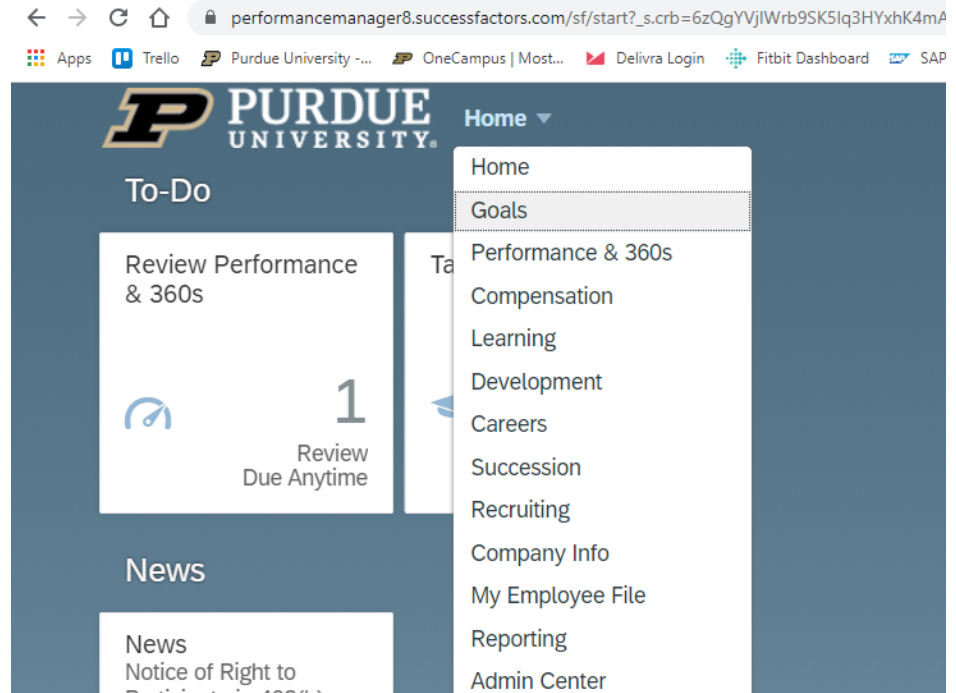 performancemanager8.successfactors.com/sf/start?_s.crb=6zQgYVjlWrb9SK5Iq3HYxhK4mA
Apps Trello Purdue University -... OneCampus | Most... Delivra Login Fitbit Dashboard SAP
PURDUE
UNIVERSITY.
Home
To-Do
Review Performance
& 360s
1
Review
Due Anytime
Ta
Home
Goals
Performance & 360s
Compensation
Learning
Development
Careers
Succession
Recruiting
Company Info
My Employee File
Reporting
Admin Center
News
News
Notice of Right to